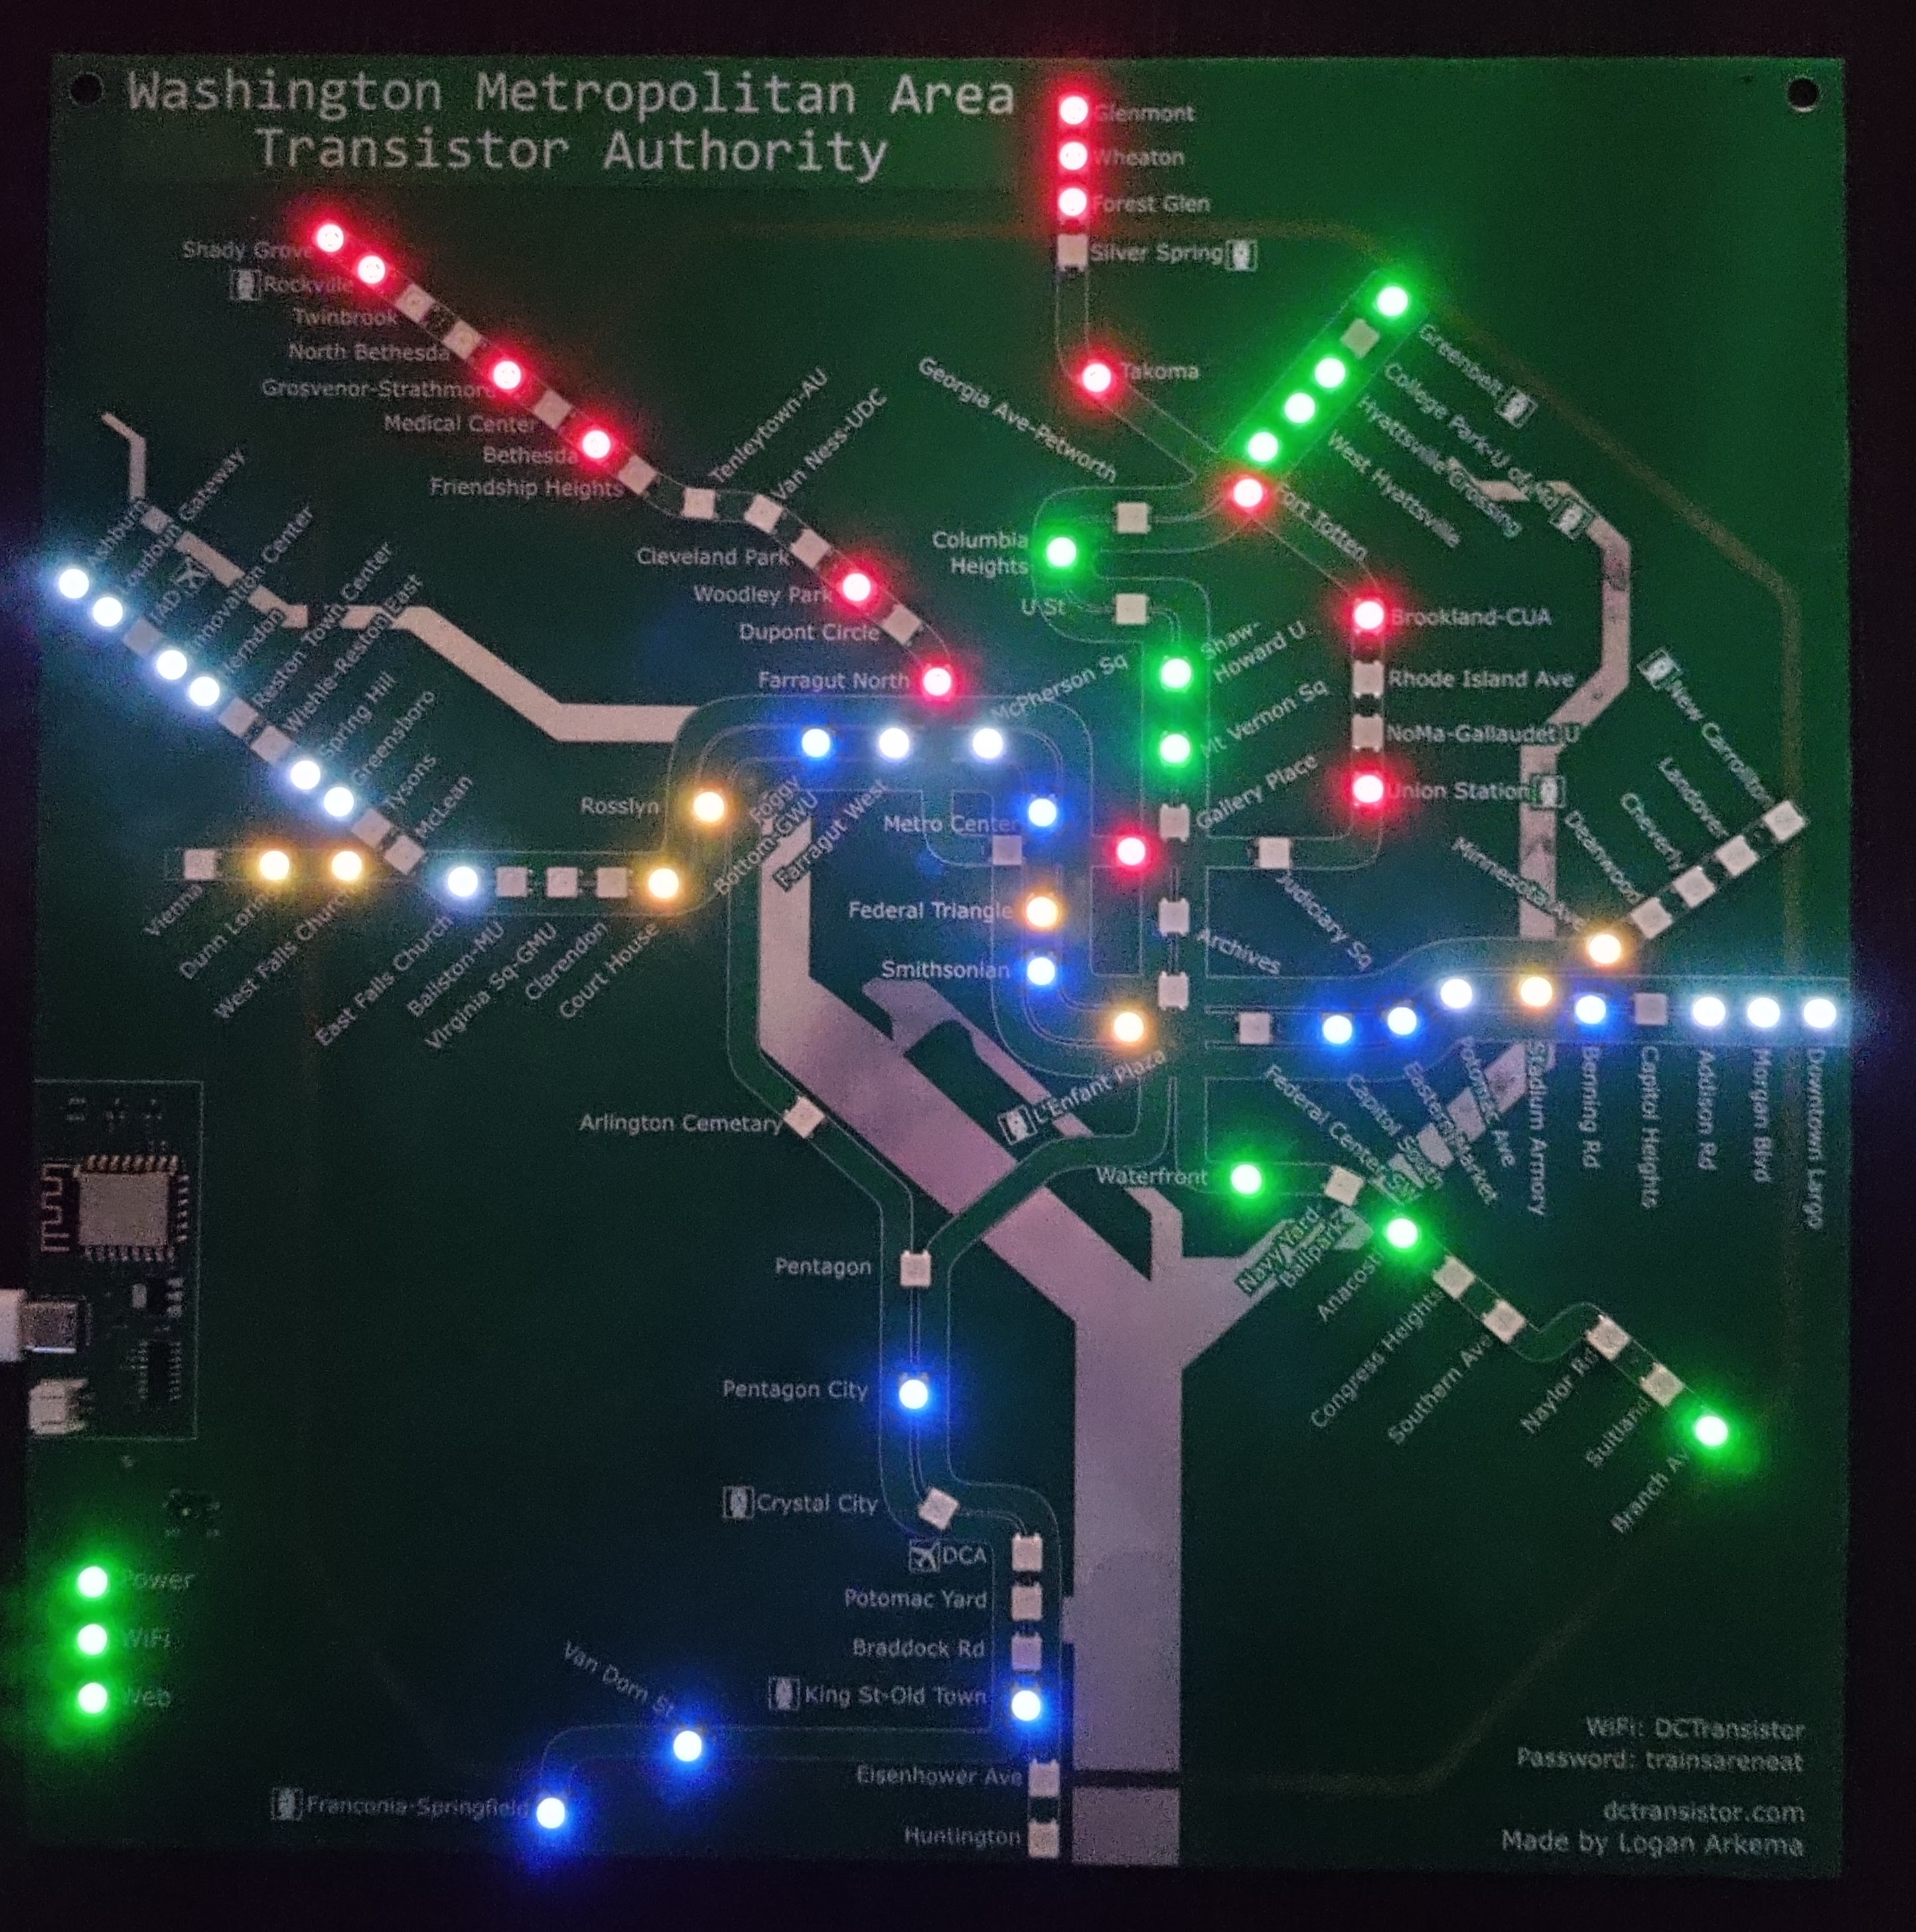 Washington Metropolitan Area
Transistor Authority
Glenmont
Wheaton
Forest Glen
Silver Spring
Takoma
Shady Grove
Rockville
Twinbrook
North Bethesda
Grosvenor-Strathmore
Medical Center
Bethesda
Friendship Heights
Tenleytown-AU
Van Ness-UDC
Cleveland Park
Woodley Park
Dupont Circle
Farragut North
Georgia Ave-Petworth
Columbia
Heights
U St
Shaw-
Howard U
Mt Vernon Sq
Gallery Place
Archives
Judiciary Sq
Greenbelt
College Park-U of Md
Hyattsville Crossing
West Hyattsville
Fort Totten
Brookland-CUA
Rhode Island Ave
NoMa-Gallaudet U
Union Station
New Carrollton
Landover
Cheverly
Deanwood
Minnesota Ave
Ashburn
Loudoun Gateway
IAD
Innovation Center
Herndon
Reston Town Center
Wiehle-Reston East
Spring Hill
Greensboro
Tysons
McLean
Vienna
Dunn Loring
West Falls Church
East Falls Church
Ballston-MU
Virginia Sq-GMU
Clarendon
Court House
Rosslyn
Foggy
Bottom-GWU
Farragut West
McPherson Sq
Metro Center
Federal Triangle
Smithsonian
L'Enfant Plaza
Federal Center SW
Capitol South
Eastern Market
Potomac Ave
Stadium Armory
Benning Rd
Capitol Heights
Addison Rd
Morgan Blvd
Downtown Largo
Arlington Cemetary
Pentagon
Pentagon City
Crystal City
DCA
Potomac Yard
Braddock Rd
King St-Old Town
Eisenhower Ave
Huntington
Van Dorn St
Franconia-Springfield
Waterfront
Navy Yard
Ballpark
Anacostia
Congress Heights
Southern Ave
Naylor Rd
Suitland
Branch Av
Power
WiFi
Web
WiFi: DCTransistor
Password: trainsareneat
dctransistor.com
Made by Logan Arkema